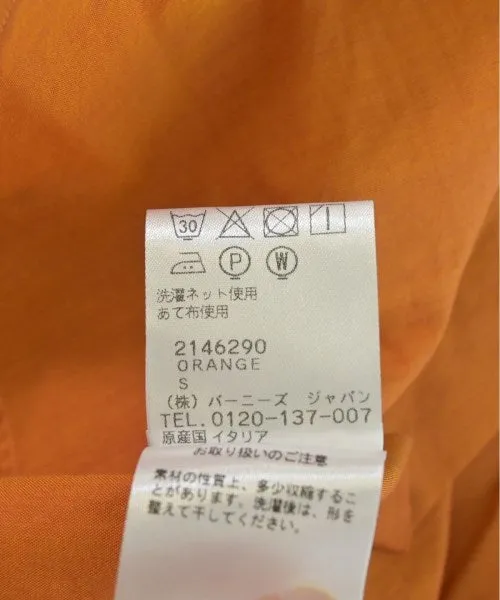 30
P W
洗濯ネット使用
あて布使用
2146290
ORANGE
S
(株) バーニーズ ジャパン
TEL.0120-137-007
原産国 イタリア
お取り扱いのご注意
素材の性質上、多少収縮するこ
とがあります。洗濯後は、形を
整えて干してください。